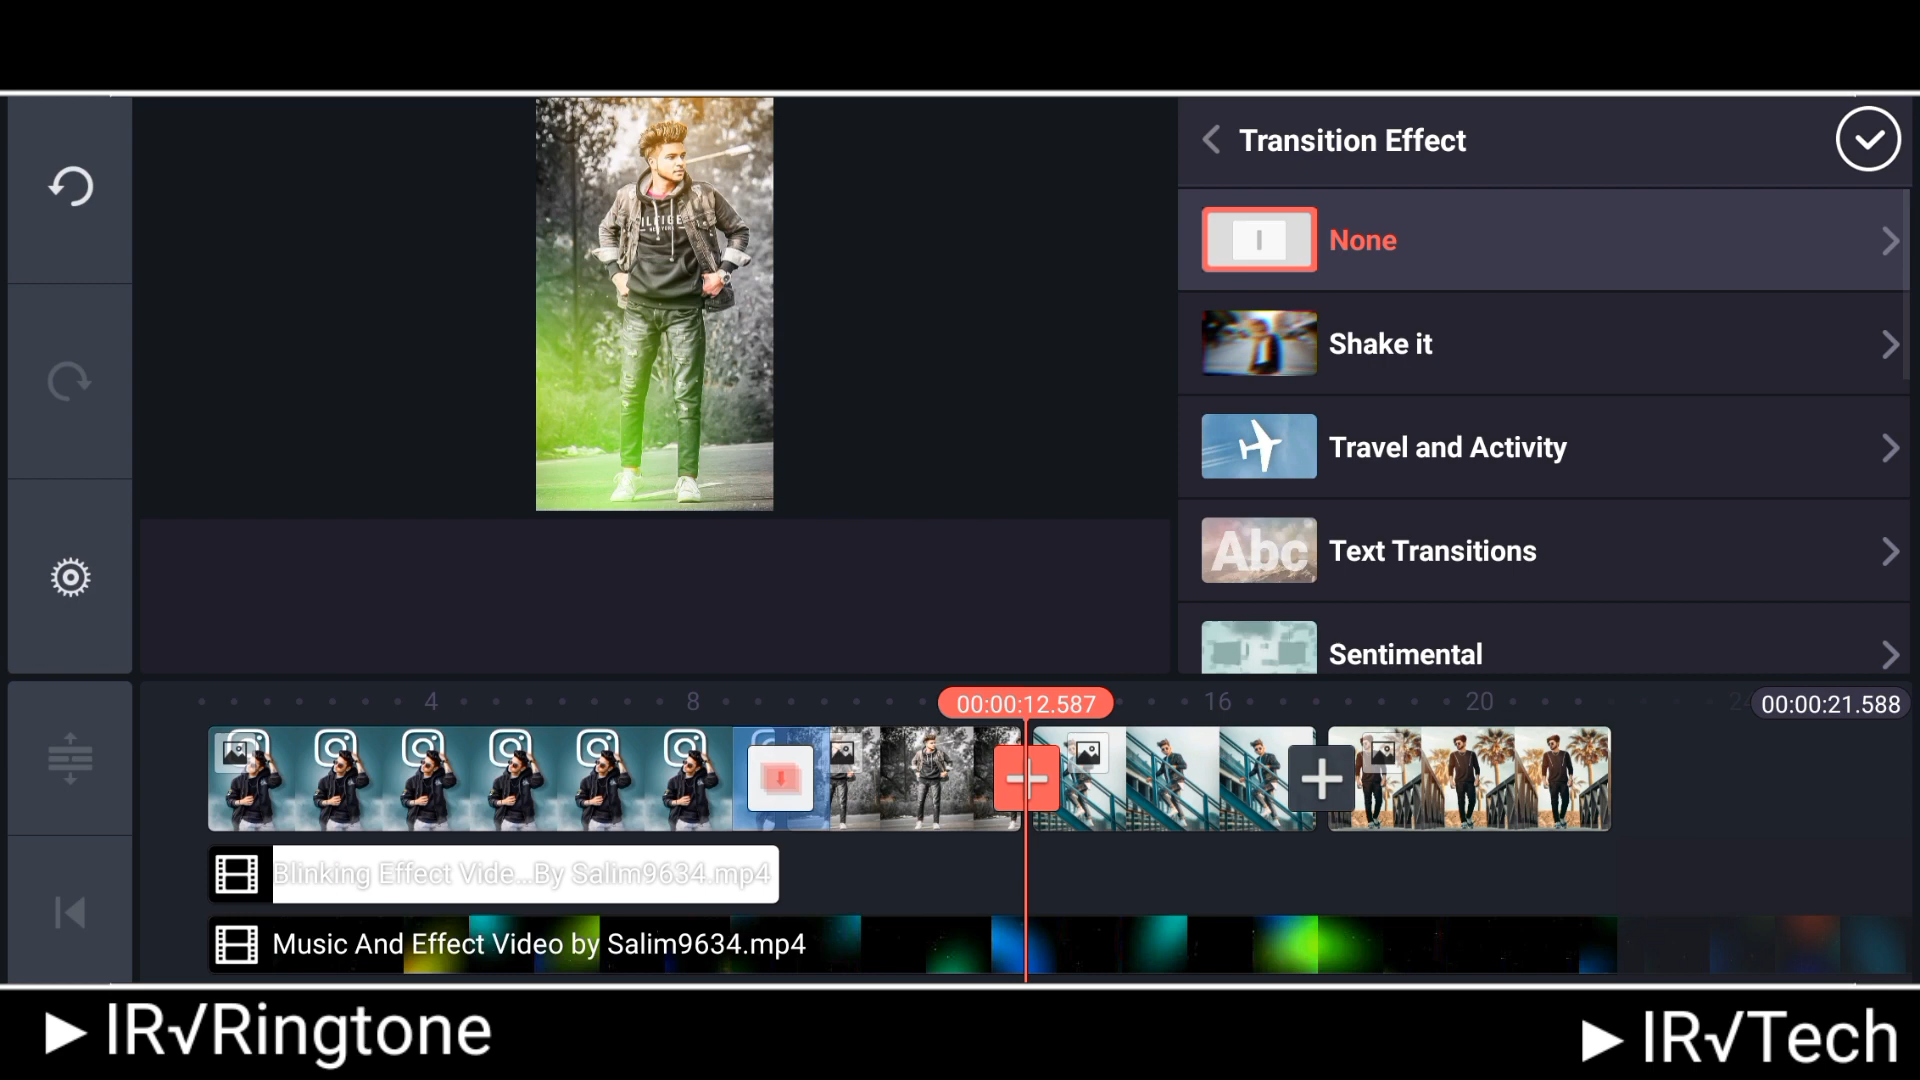 Transition Effect
None
Shake it
Travel and Activity
Abc
Text Transitions
Sentimental
4
8
00:00:12.587
16
20
24
00:00:21.588
Blinking Effect Vide...By Salim9634.mp4
Music And Effect Video by Salim9634.mp4
IR√Ringtone
IR√Tech